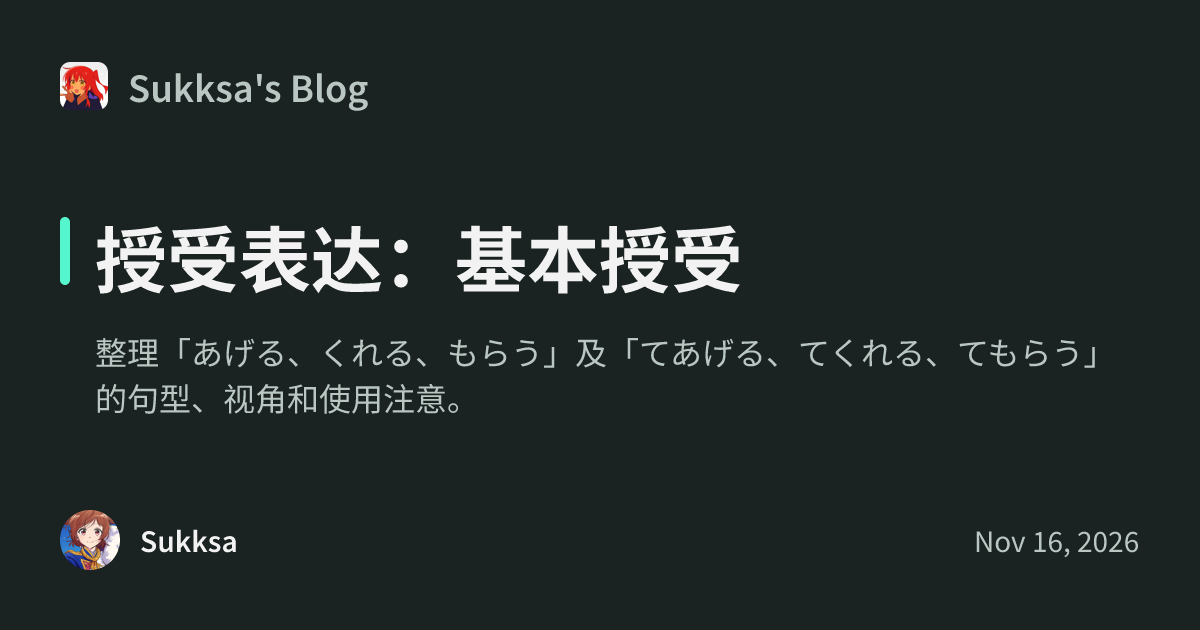 Sukksa's Blog
授受表达：基本授受
整理「あげる、くれる、もらう」及「てあげる、てくれる、てもらう」
的句型、视角和使用注意。
Sukksa
Nov 16, 2026